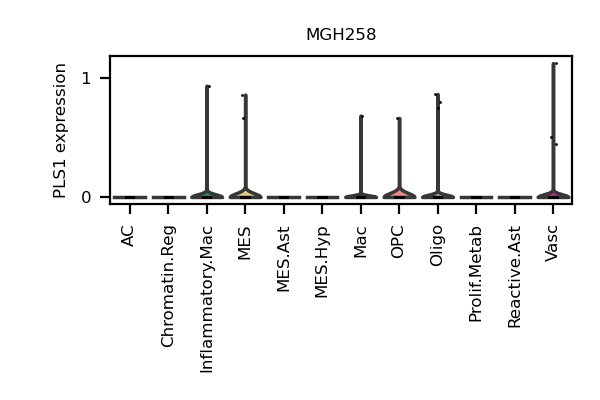 MGH258
PLS1 expression
1
0
AC
Chromatin.Reg
Inflammatory.Mac
MES
MES.Ast
MES.Hyp
Mac
OPC
Oligo
Prolif.Metab
Reactive.Ast
Vasc